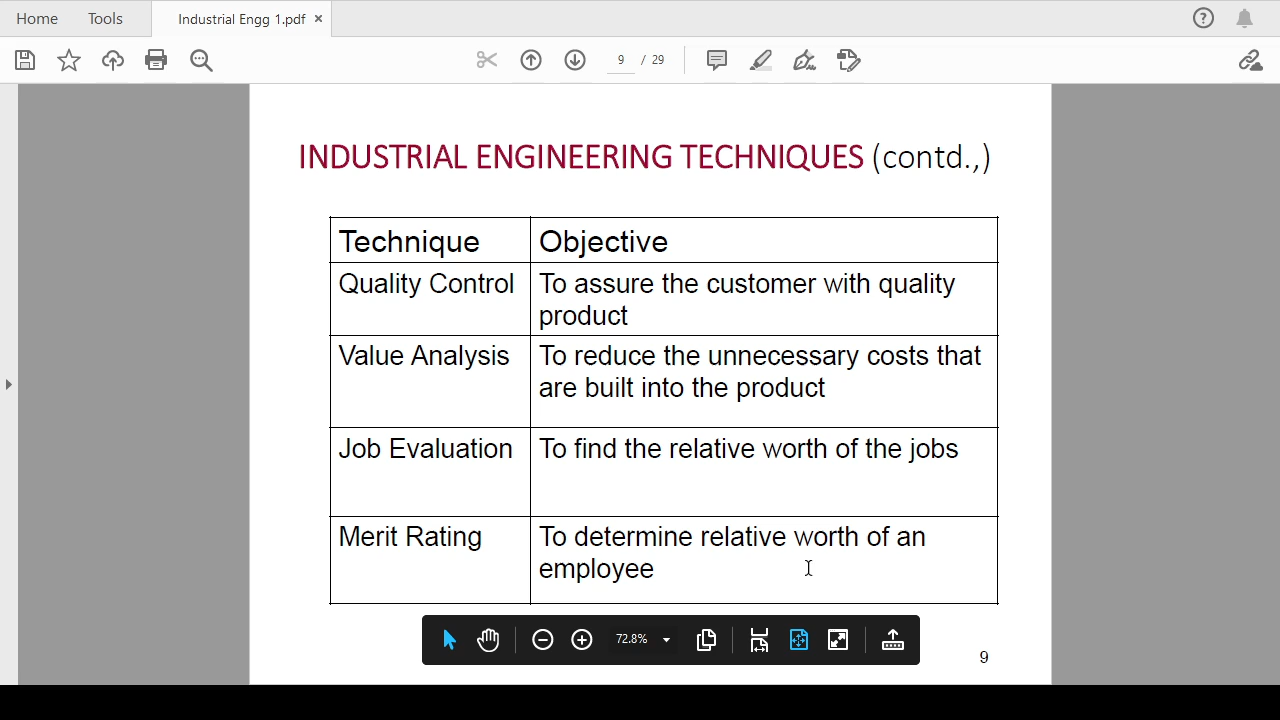 Home Tools Industrial Engg 1.pdf ×
9 / 29
INDUSTRIAL ENGINEERING TECHNIQUES (contd.,)
Technique Objective
Quality Control To assure the customer with quality
product
Value Analysis To reduce the unnecessary costs that
are built into the product
Job Evaluation To find the relative worth of the jobs
Merit Rating To determine relative worth of an
employee
72.8%
9